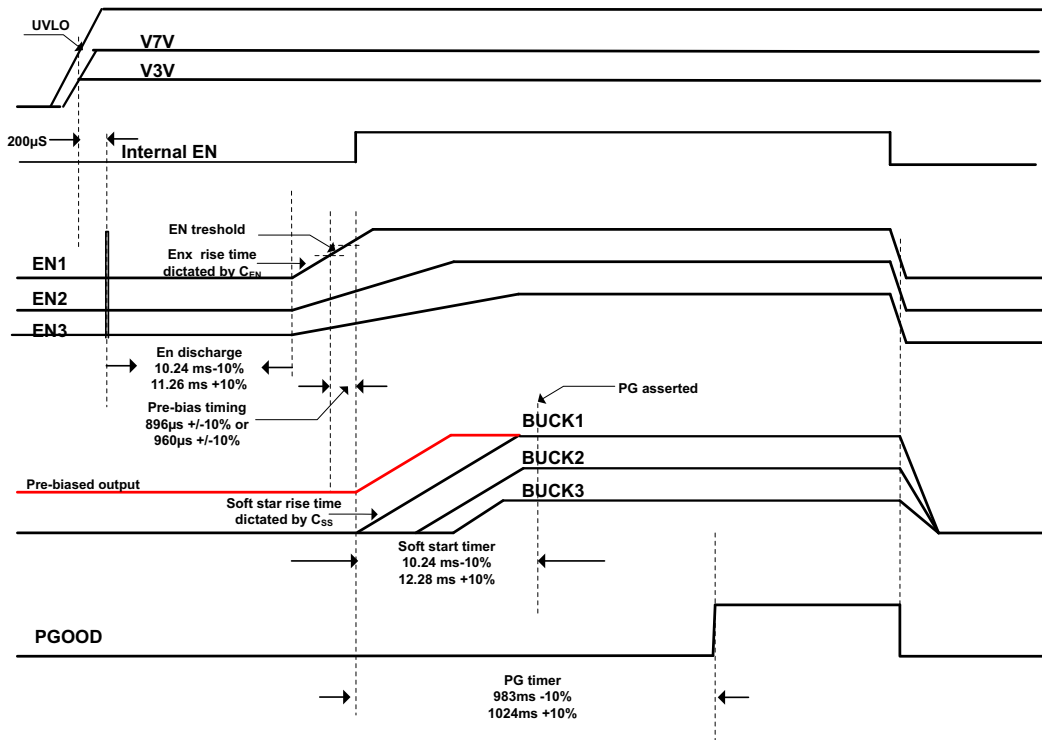 UVLO
V7V
V3V
200µS
Internal EN
EN treshold
Enx rise time
dictated by CEN
EN1
EN2
EN3
En discharge
10.24 ms-10%
11.26 ms +10%
Pre-bias timing
896µs +/-10% or
960µs +/-10%
PG asserted
BUCK1
BUCK2
BUCK3
Pre-biased output
Soft star rise time
dictated by CSS
Soft start timer
10.24 ms-10%
12.28 ms +10%
PGOOD
PG timer
983ms -10%
1024ms +10%